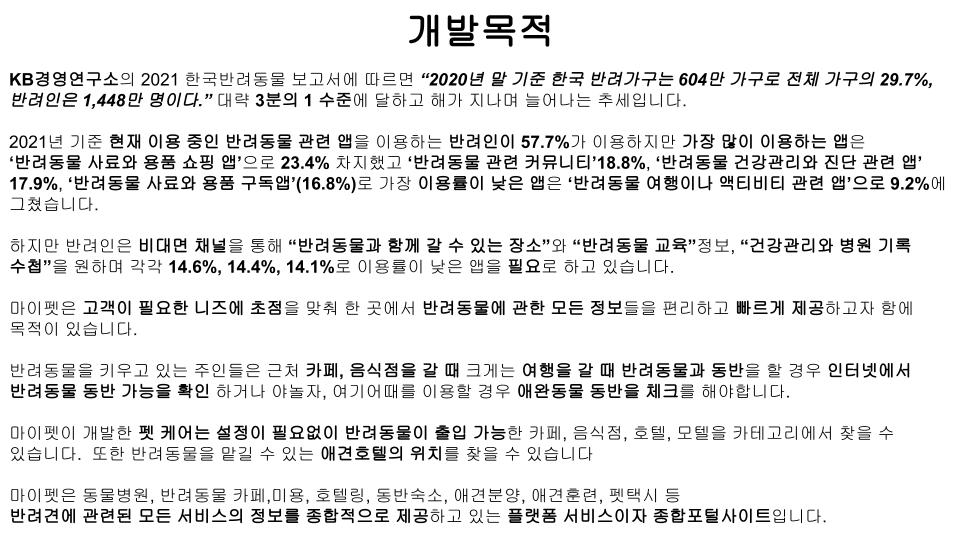 개발목적
KB경영연구소의 2021 한국반려동물 보고서에 따르면 “2020년 말 기준 한국 반려가구는 604만 가구로 전체 가구의 29.7%,
반려인은 1,448만 명이다.” 대략 3분의 1 수준에 달하고 해가 지나며 늘어나는 추세입니다.
2021년 기준 현재 이용 중인 반려동물 관련 앱을 이용하는 반려인이 57.7%가 이용하지만 가장 많이 이용하는 앱은
‘반려동물 사료와 용품 쇼핑 앱’으로 23.4% 차지했고 ‘반려동물 관련 커뮤니티’18.8%, ‘반려동물 건강관리와 진단 관련 앱’
17.9%, ‘반려동물 사료와 용품 구독앱’(16.8%)로 가장 이용률이 낮은 앱은 ‘반려동물 여행이나 액티비티 관련 앱’으로 9.2%에
그쳤습니다.
하지만 반려인은 비대면 채널을 통해 “반려동물과 함께 갈 수 있는 장소”와 “반려동물 교육”정보, “건강관리와 병원 기록
수첩”을 원하며 각각 14.6%, 14.4%, 14.1%로 이용률이 낮은 앱을 필요로 하고 있습니다.
마이펫은 고객이 필요한 니즈에 초점을 맞춰 한 곳에서 반려동물에 관한 모든 정보들을 편리하고 빠르게 제공하고자 함에
목적이 있습니다.
반려동물을 키우고 있는 주인들은 근처 카페, 음식점을 갈 때 크게는 여행을 갈 때 반려동물과 동반을 할 경우 인터넷에서
반려동물 동반 가능을 확인 하거나 야놀자, 여기어때를 이용할 경우 애완동물 동반을 체크를 해야합니다.
마이펫이 개발한 펫 케어는 설정이 필요없이 반려동물이 출입 가능한 카페, 음식점, 호텔, 모텔을 카테고리에서 찾을 수
있습니다. 또한 반려동물을 맡길 수 있는 애견호텔의 위치를 찾을 수 있습니다
마이펫은 동물병원, 반려동물 카페,미용, 호텔링, 동반숙소, 애견분양, 애견훈련, 펫택시 등
반려견에 관련된 모든 서비스의 정보를 종합적으로 제공하고 있는 플랫폼 서비스이자 종합포털사이트입니다.